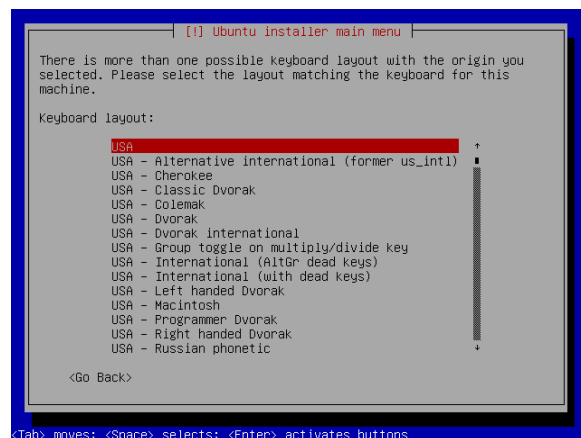 [!] Ubuntu installer main menu
There is more than one possible keyboard layout with the origin you
selected. Please select the layout matching the keyboard for this
machine.
Keyboard layout:
USA
USA - Alternative international (former us_intl)
USA - Cherokee
USA - Classic Dvorak
USA - Colemak
USA - Dvorak
USA - Dvorak international
USA - Group toggle on multiply/divide key
USA - International (AltGr dead keys)
USA - International (with dead keys)
USA - Left handed Dvorak
USA - Macintosh
USA - Programmer Dvorak
USA - Right handed Dvorak
USA - Russian phonetic
<Go Back>
<Tab> moves; <Space> selects; <Enter> activates buttons